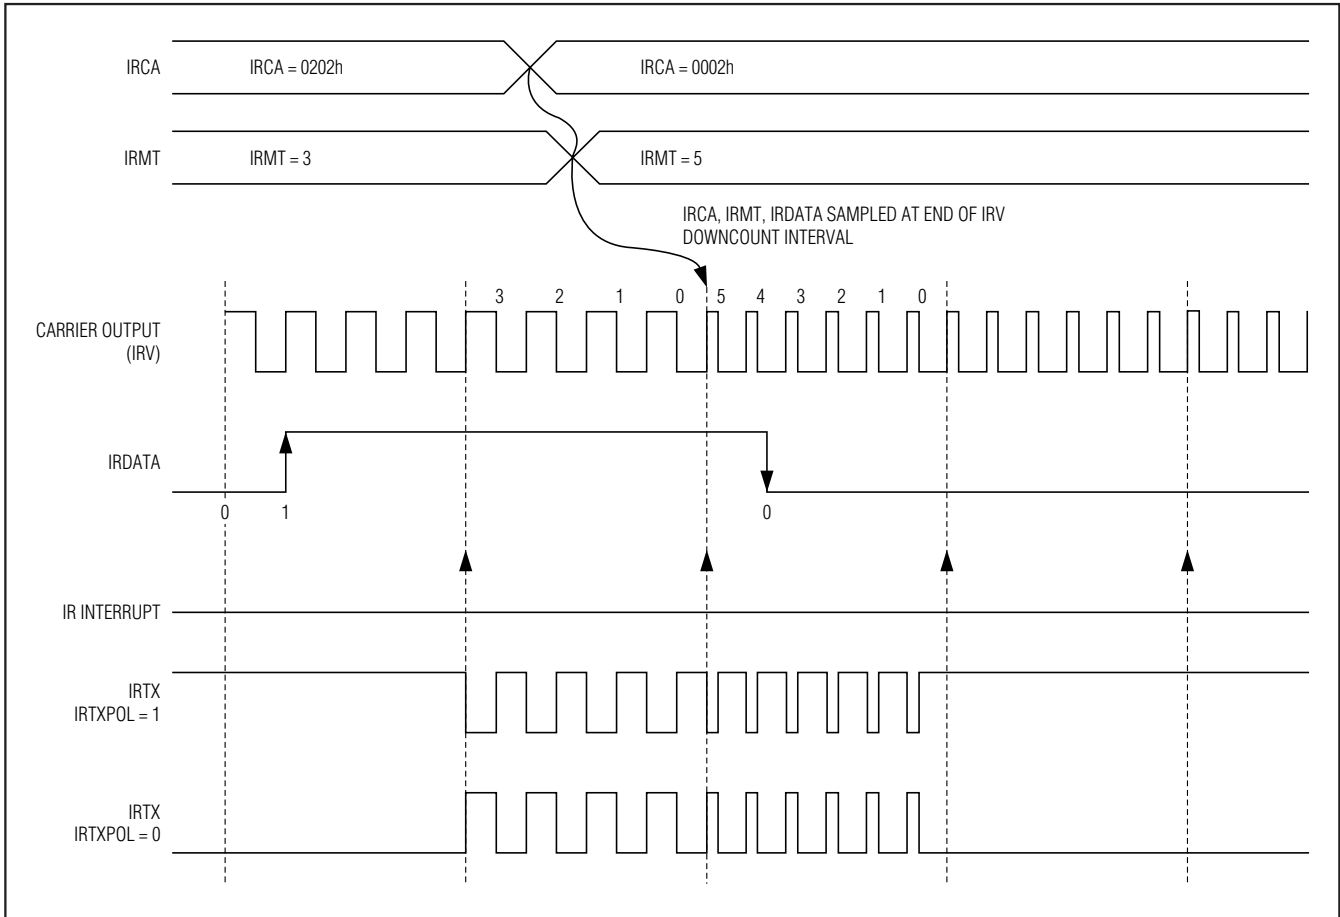 IRCA
IRCA = 0202h
IRCA = 0002h
IRMT
IRMT = 3
IRMT = 5
IRCA, IRMT, IRDATA SAMPLED AT END OF IRV
DOWNCOUNT INTERVAL
3 2 1 0 5 4 3 2 1 0
CARRIER OUTPUT
(IRV)
IRDATA
0 1 0
IR INTERRUPT
IRTX
IRTXPOL = 1
IRTX
IRTXPOL = 0